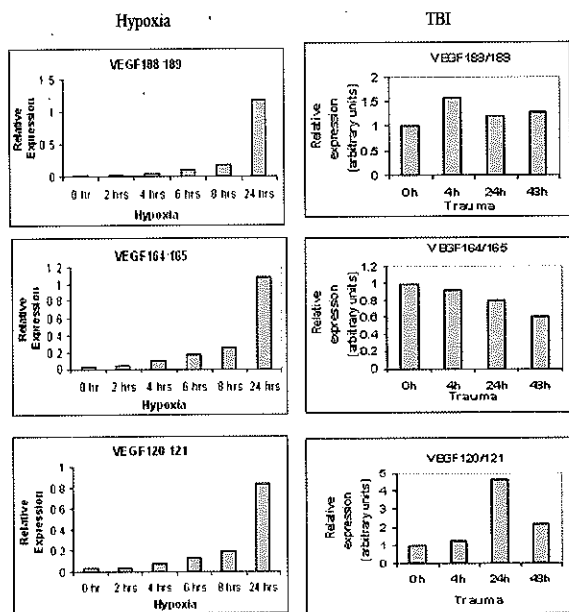 Hypoxia
TBI
VEGF188 189
Relative Expression
1 5
1
0 5
0
0 hr 2 hrs 4 hrs 6 hrs 8 hrs 24 hrs
Hypoxia
VEGF183/183
Relative expression (arbitrary units)
2
1.5
1
0.5
0
0h 4h 24h 43h
Trauma
VEGF164 165
Relative Expression
1 2
1
0 8
0 6
0 4
0 2
0
0 hr 2 hrs 4 hrs 6 hrs 8 hrs 24 hrs
Hypoxia
VEGF164/165
Relative expression (arbitrary units)
1.2
1
0.8
0.6
0.4
0.2
0
0h 4h 24h 43h
Trauma
VEGF120 121
Relative Expression
1
0 8
0 6
0 4
0 2
0
0 hr 2 hrs 4 hrs 6 hrs 8 hrs 24 hrs
Hypoxia
VEGF120/121
Relative expression (arbitrary units)
5
4
3
2
1
0
0h 4h 24h 43h
Trauma